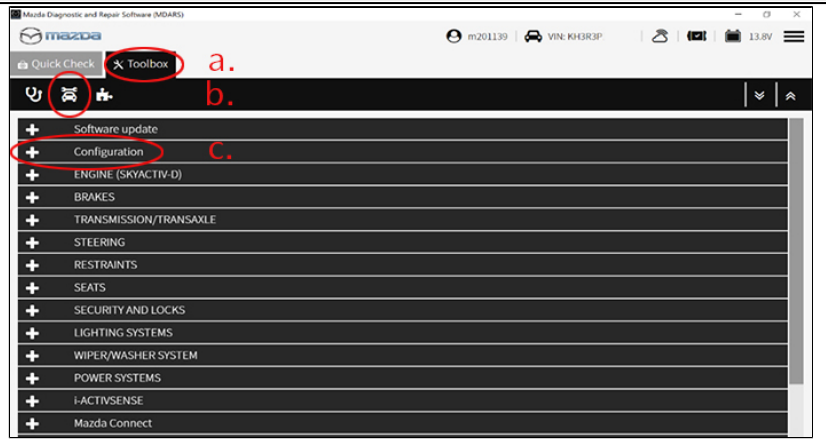 Mazda Diagnostic and Repair Software (MDARS)
mazda m201139 VIN: KH3R3P 13.8V
Quick Check Toolbox a.
b.
Software update
Configuration c.
ENGINE (SKYACTIV-D)
BRAKES
TRANSMISSION/TRANSAXLE
STEERING
RESTRAINTS
SEATS
SECURITY AND LOCKS
LIGHTING SYSTEMS
WIPER/WASHER SYSTEM
POWER SYSTEMS
i-ACTIVSENSE
Mazda Connect